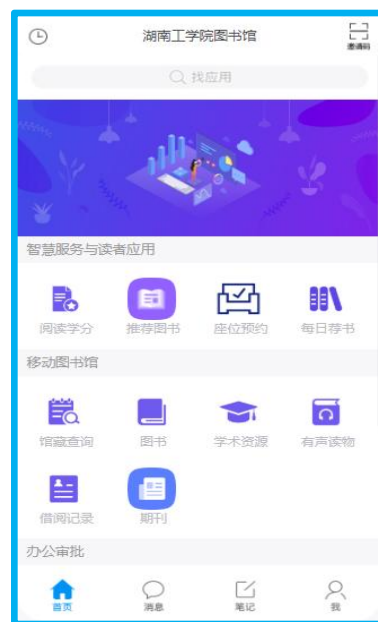 湖南工学院图书馆
邀请码
找应用
智慧服务与读者应用
阅读学分 推荐图书 座位预约 每日荐书
移动图书馆
馆藏查询 图书 学术资源 有声读物
借阅记录 期刊
办公审批
首页 消息 笔记 我